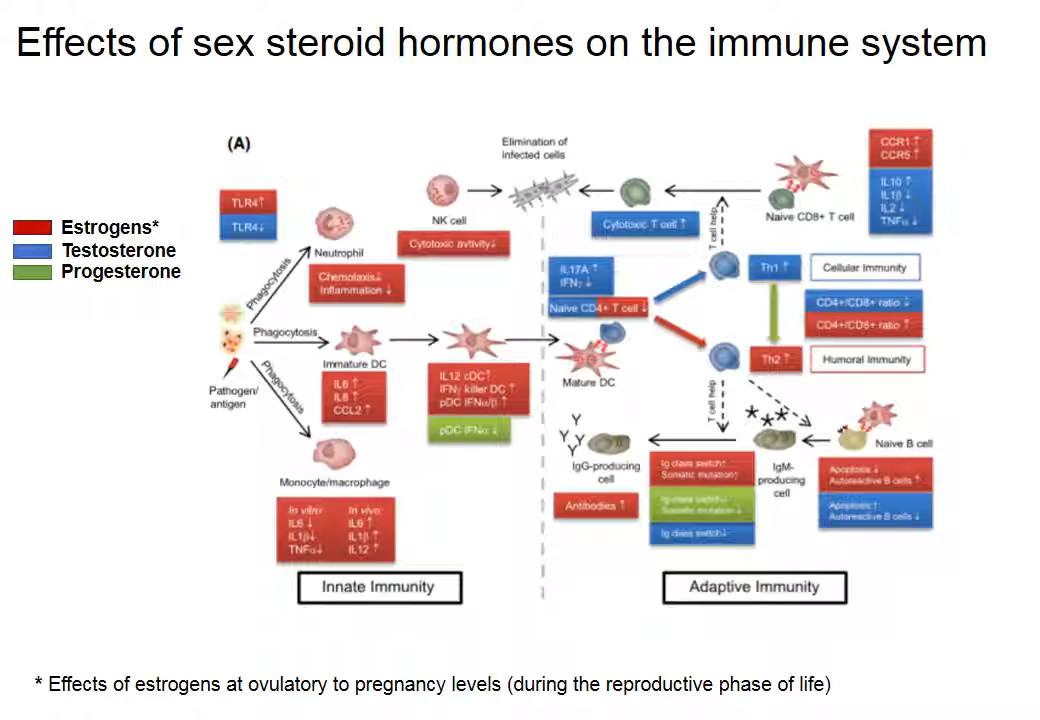 Effects of sex steroid hormones on the immune system
(A)
Estrogens*
Testosterone
Progesterone
TLR4↑
TLR4↓
Phagocytosis
Neutrophil
Chemotaxis↓
Inflammation ↓
NK cell
Cytotoxic avtivity↓
Elimination of
infected cells
Cytotoxic T cell ↑
Naive CD8+ T cell
T cell help
CCR1 ↑
CCR5 ↑
IL10 ↑
IL1β ↓
IL2 ↓
TNFα ↓
IL17A ↑
IFNγ ↓
Naive CD4+ T cell ↓
Th1 ↑
Cellular Immunity
CD4+/CD8+ ratio ↓
CD4+/CD8+ ratio ↑
Th2 ↑
Humoral Immunity
Pathogen/
antigen
Phagocytosis
Immature DC
IL6 ↑
IL8 ↑
CCL2 ↑
IL12 cDC↑
IFNγ killer DC ↑
pDC IFNα/β ↑
pDC IFNα ↓
Mature DC
Phagocytosis
Monocyte/macrophage
In vitro:
IL6 ↓
IL1β↓
TNFα↓
In vivo:
IL6 ↑
IL1β ↑
IL12 ↑
T cell help
Y
Y Y
Y
IgG-producing
cell
Antibodies ↑
Ig class switch↑
Somatic mutation↑
Ig class switch↓
Somatic mutation ↓
Ig class switch↓
****
IgM-
producing
cell
Naive B cell
Apoptosis ↓
Autoreactive B cells ↑
Apoptosis↑
Autoreactive B cells ↓
Innate Immunity
Adaptive Immunity
* Effects of estrogens at ovulatory to pregnancy levels (during the reproductive phase of life)